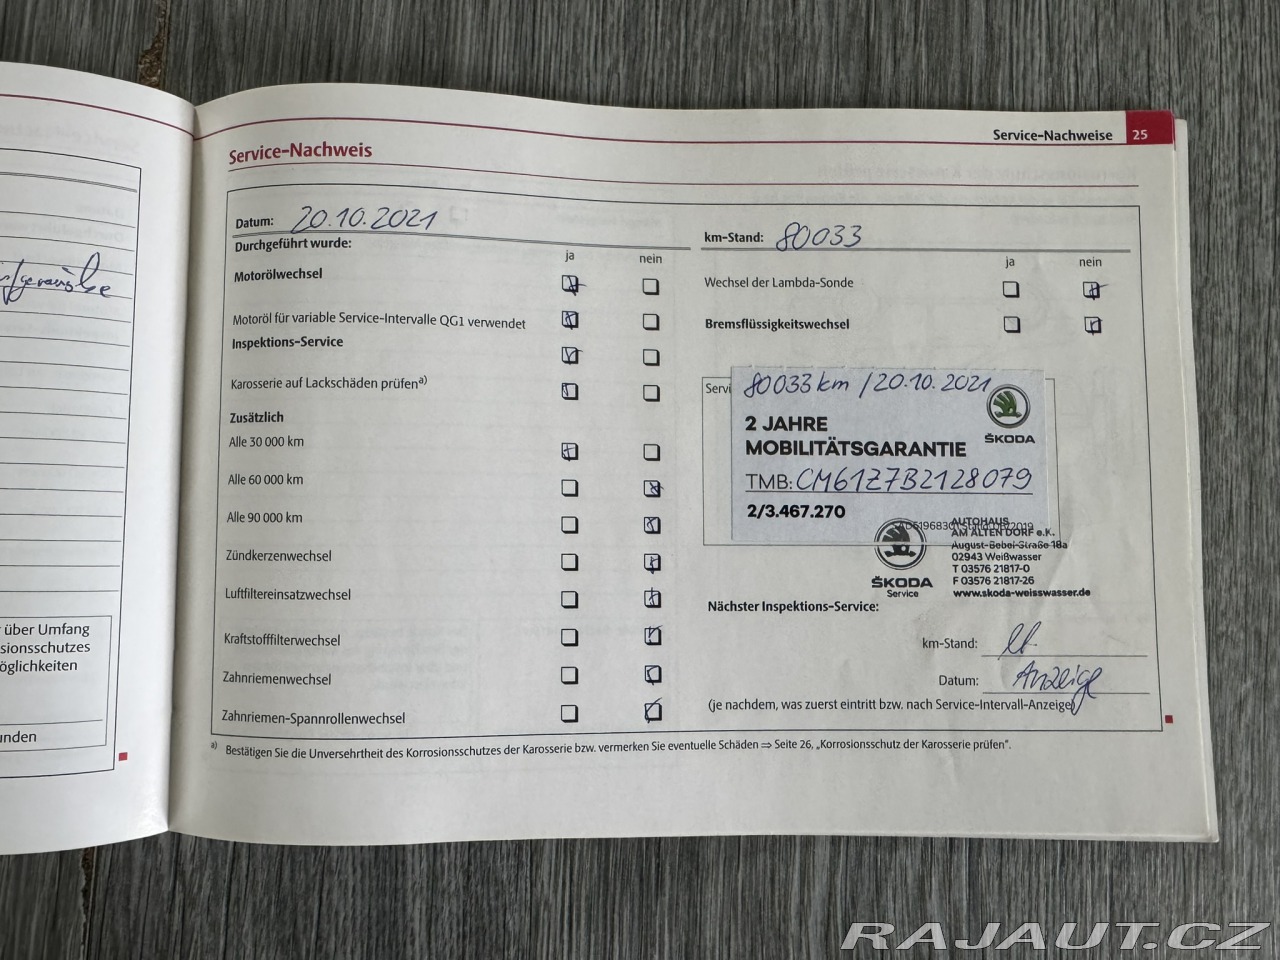 Service-Nachweise 25
Service-Nachweis
Datum: 20.10.2021
km-Stand: 80033
Durchgeführt wurde:
ja nein
ja nein
Motorölwechsel
Motoröl für variable Service-Intervalle QG1 verwendet
Inspektions-Service
Karosserie auf Lackschäden prüfen a)
Zusätzlich
Alle 30 000 km
Alle 60 000 km
Alle 90 000 km
Zündkerzenwechsel
Luftfiltereinsatzwechsel
Kraftstofffilterwechsel
Zahnriemenwechsel
Zahnriemen-Spannrollenwechsel
Wechsel der Lambda-Sonde
Bremsflüssigkeitswechsel
Servi
80033 km / 20.10.2021
2 JAHRE
MOBILITÄTSGARANTIE
ŠKODA
TMB: CM61Z7B2128079
2/3.467.270
AUTOHAUS
AM ALTEN DORF e.K.
August-Bebel-Straße 18a
02943 Weißwasser
T 03576 21817-0
F 03576 21817-26
www.skoda-weisswasser.de
ŠKODA
Service
Nächster Inspektions-Service:
km-Stand:
Datum: Anzeige
(je nachdem, was zuerst eintritt bzw. nach Service-Intervall-Anzeige)
a) Bestätigen Sie die Unversehrtheit des Korrosionsschutzes der Karosserie bzw. vermerken Sie eventuelle Schäden ⇒ Seite 26, „Korrosionsschutz der Karosserie prüfen“.
über Umfang
sionsschutzes
öglichkeiten
unden
RAJAUT.CZ